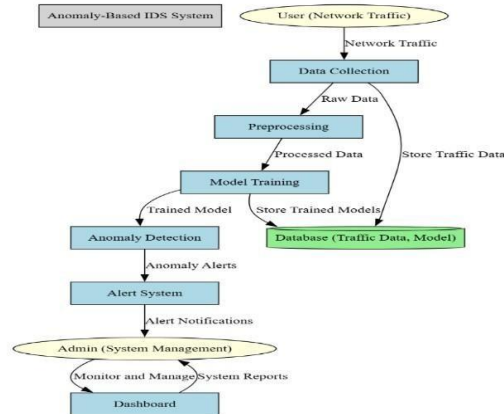 Anomaly-Based IDS System
User (Network Traffic)
Network Traffic
Data Collection
Raw Data
Preprocessing
Processed Data
Store Traffic Data
Model Training
Trained Model
Store Trained Models
Anomaly Detection
Database (Traffic Data, Model)
Anomaly Alerts
Alert System
Alert Notifications
Admin (System Management)
Monitor and Manage
System Reports
Dashboard